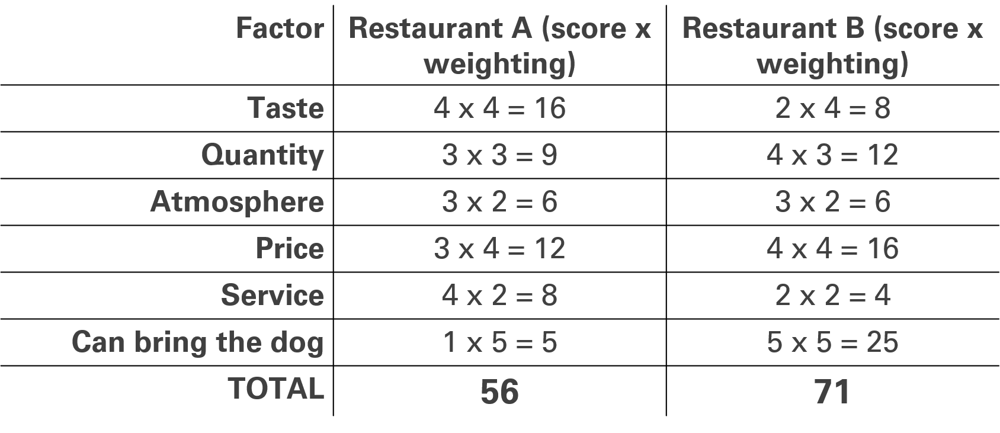 Factor Restaurant A (score x Restaurant B (score x
weighting) weighting)
Taste 4 x 4 = 16 2 x 4 = 8
Quantity 3 x 3 = 9 4 x 3 = 12
Atmosphere 3 x 2 = 6 3 x 2 = 6
Price 3 x 4 = 12 4 x 4 = 16
Service 4 x 2 = 8 2 x 2 = 4
Can bring the dog 1 x 5 = 5 5 x 5 = 25
TOTAL 56 71